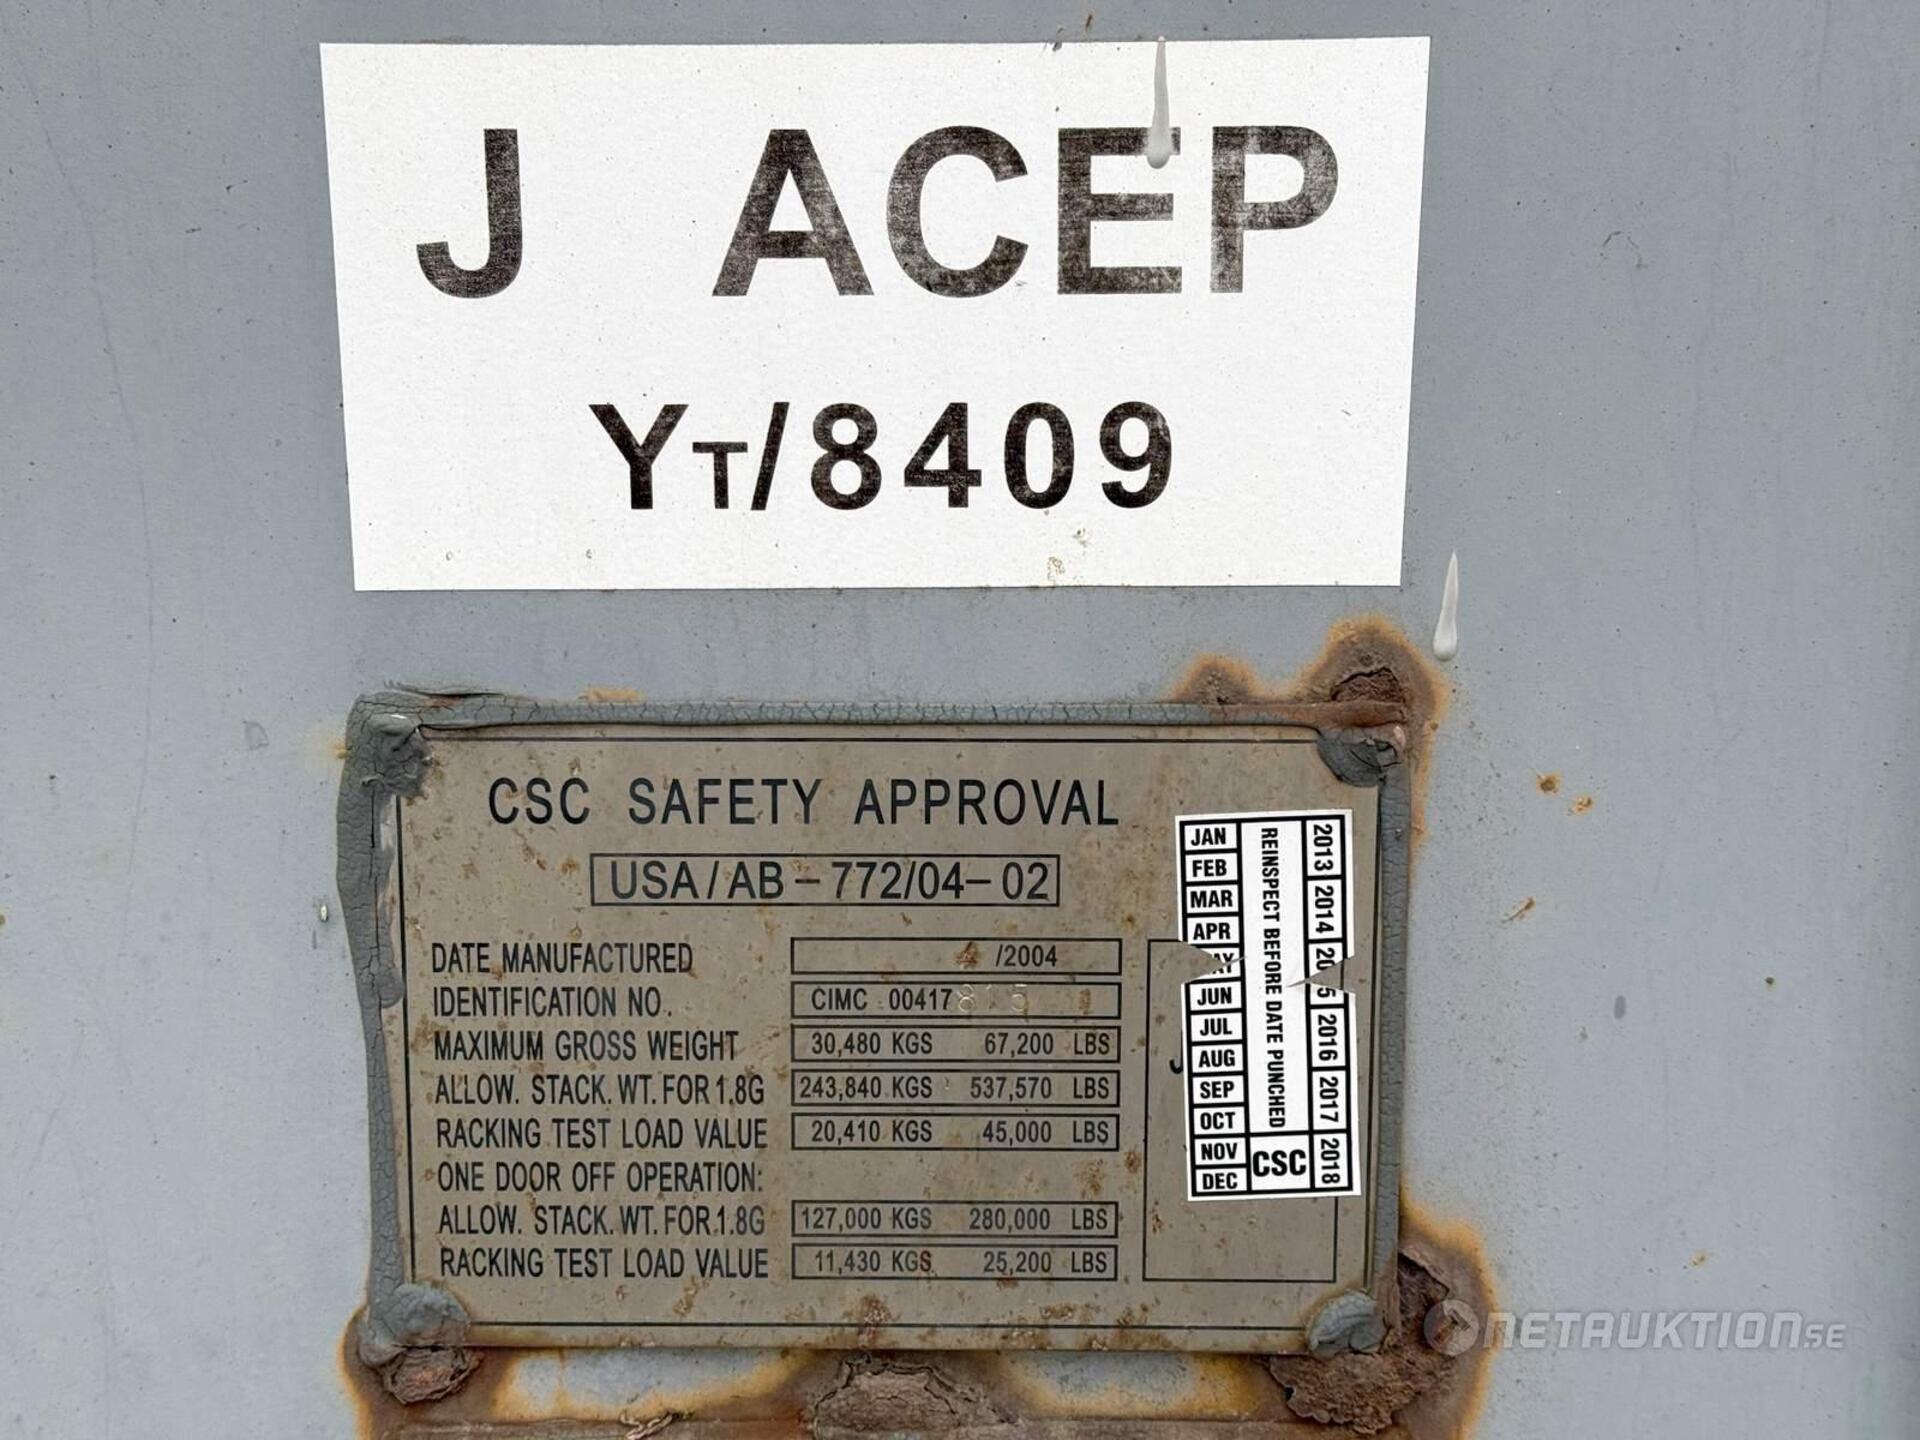 J ACEP
YT/8409
CSC SAFETY APPROVAL
USA/AB-772/04-02
DATE MANUFACTURED 4 /2004
IDENTIFICATION NO. CIMC 00417815
MAXIMUM GROSS WEIGHT 30,480 KGS 67,200 LBS
ALLOW. STACK. WT. FOR 1.8G 243,840 KGS 537,570 LBS
RACKING TEST LOAD VALUE 20,410 KGS 45,000 LBS
ONE DOOR OFF OPERATION:
ALLOW. STACK. WT. FOR 1.8G 127,000 KGS 280,000 LBS
RACKING TEST LOAD VALUE 11,430 KGS 25,200 LBS
JAN
FEB
MAR
APR
JUN
JUL
AUG
SEP
OCT
NOV
DEC
REINSPECT BEFORE DATE PUNCHED
CSC
2013 2014 2015 2016 2017 2018
NETAUKTION.SE